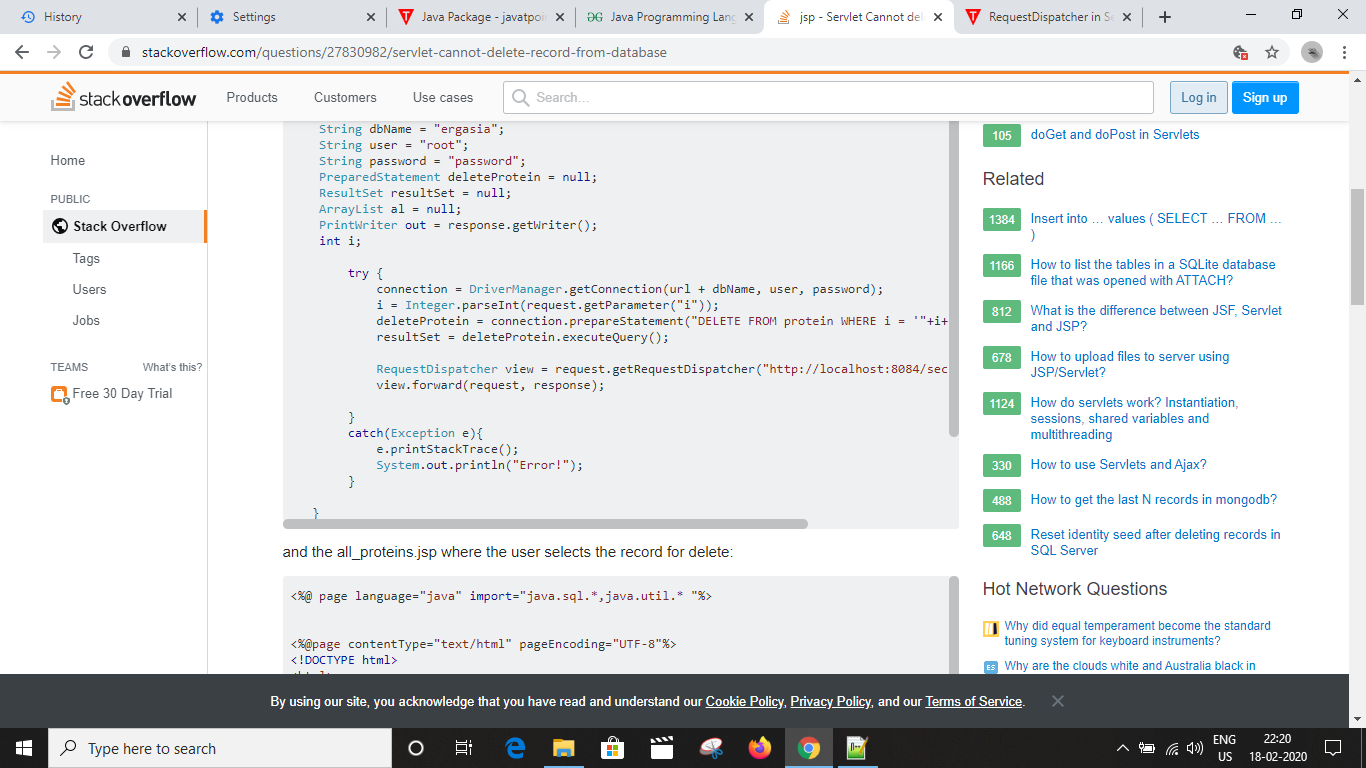 History
Settings
Java Package - javatpoi
Java Programming Lang
jsp - Servlet Cannot del
RequestDispatcher in Se
stackoverflow.com/questions/27830982/servlet-cannot-delete-record-from-database
stackoverflow
Products
Customers
Use cases
Search...
Log in
Sign up
Home
PUBLIC
Stack Overflow
Tags
Users
Jobs
TEAMS
What's this?
Free 30 Day Trial
String dbName = "ergasia";
String user = "root";
String password = "password";
PreparedStatement deleteProtein = null;
ResultSet resultSet = null;
ArrayList al = null;
PrintWriter out = response.getWriter();
int i;
try {
connection = DriverManager.getConnection(url + dbName, user, password);
i = Integer.parseInt(request.getParameter("i"));
deleteProtein = connection.prepareStatement("DELETE FROM protein WHERE i = '"+i+
resultSet = deleteProtein.executeQuery();
RequestDispatcher view = request.getRequestDispatcher("http://localhost:8084/sec
view.forward(request, response);
}
catch(Exception e){
e.printStackTrace();
System.out.println("Error!");
}
}
and the all_proteins.jsp where the user selects the record for delete:
<%@ page language="java" import="java.sql.*,java.util.* "%>
<%@page contentType="text/html" pageEncoding="UTF-8"%>
<!DOCTYPE html>
105 doGet and doPost in Servlets
Related
1384 Insert into … values ( SELECT … FROM …
)
1166 How to list the tables in a SQLite database
file that was opened with ATTACH?
812 What is the difference between JSF, Servlet
and JSP?
678 How to upload files to server using
JSP/Servlet?
1124 How do servlets work? Instantiation,
sessions, shared variables and
multithreading
330 How to use Servlets and Ajax?
488 How to get the last N records in mongodb?
648 Reset identity seed after deleting records in
SQL Server
Hot Network Questions
Why did equal temperament become the standard
tuning system for keyboard instruments?
ES Why are the clouds white and Australia black in
By using our site, you acknowledge that you have read and understand our Cookie Policy, Privacy Policy, and our Terms of Service.
Type here to search
ENG
US
22:20
18-02-2020